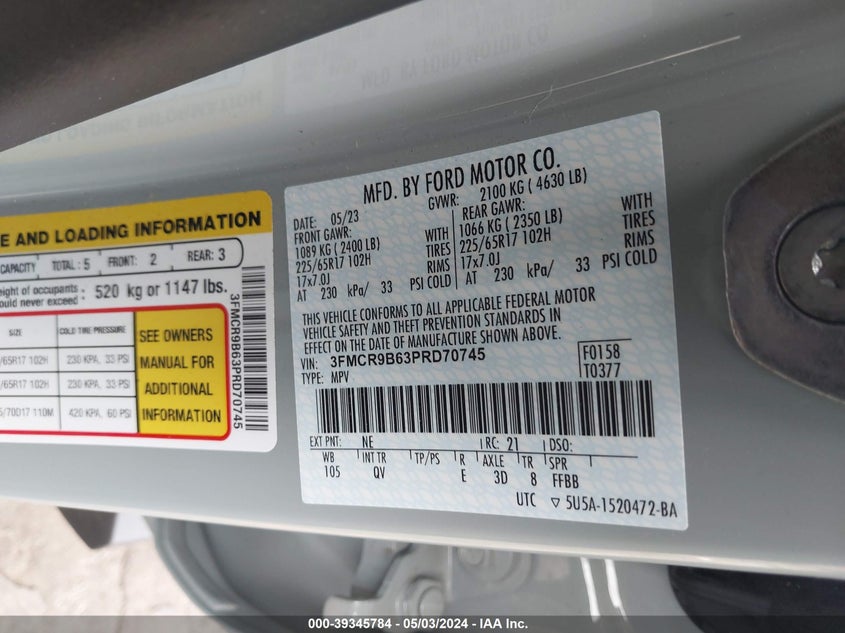 MFD. BY FORD MOTOR CO.
DATE: 05/23
GVWR: 2100 KG (4630 LB)
FRONT GAWR: 1089 KG (2400 LB) WITH
225/65R17 102H TIRES
17x7.0J RIMS
AT 230 kPa/ 33 PSI COLD
REAR GAWR: 1066 KG (2350 LB) WITH
225/65R17 102H TIRES
17x7.0J RIMS
AT 230 kPa/ 33 PSI COLD
THIS VEHICLE CONFORMS TO ALL APPLICABLE FEDERAL MOTOR
VEHICLE SAFETY AND THEFT PREVENTION STANDARDS IN
EFFECT ON THE DATE OF MANUFACTURE SHOWN ABOVE.
VIN: 3FMCR9B63PRD70745
TYPE: MPV
F0158
T0377
EXT PNT: NE RC: 21 DSO:
WB INT TR TP/PS R AXLE TR SPR
105 QV E 3D 8 FFBB
UTC ▽ 5U5A-1520472-BA
E AND LOADING INFORMATION
CAPACITY TOTAL: 5 FRONT: 2 REAR: 3
eight of occupants
ould never exceed: 520 kg or 1147 lbs.
SIZE COLD TIRE PRESSURE
/65R17 102H 230 KPA, 33 PSI
/65R17 102H 230 KPA, 33 PSI
/70D17 110M 420 KPA, 60 PSI
SEE OWNERS
MANUAL FOR
ADDITIONAL
INFORMATION
3FMCR9B63PRD70745
000-39345784 / 05/03/2024 - IAA Inc.